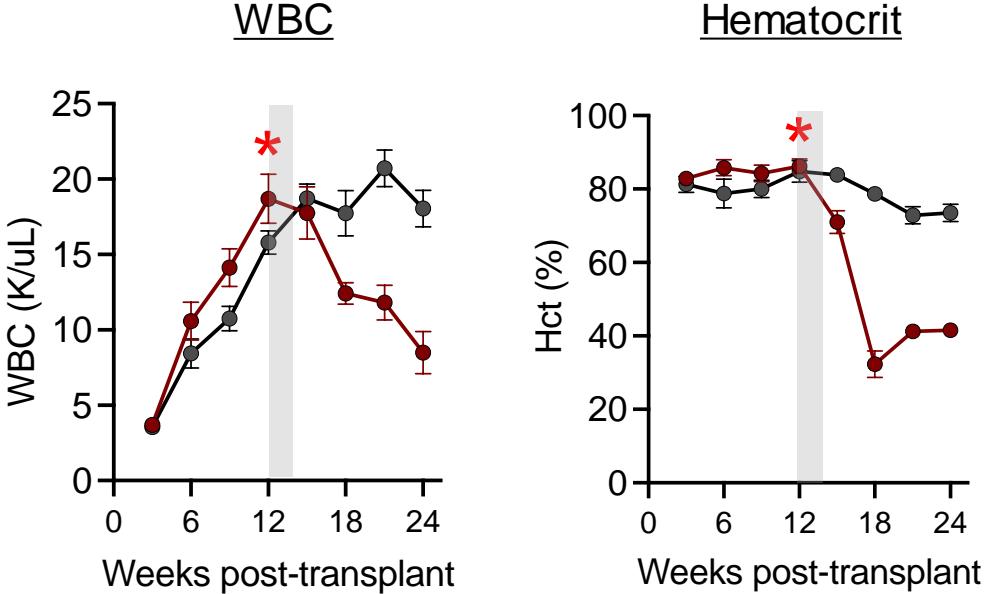 WBC
25
20
15
10
5
0
WBC (K/uL)
*
0 6 12 18 24
Weeks post-transplant
Hematocrit
100
80
60
40
20
0
Hct (%)
*
0 6 12 18 24
Weeks post-transplant